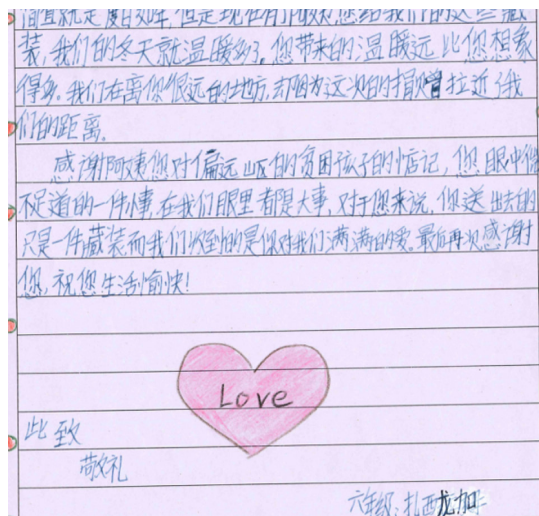 简直就是度日如年,但是现在有了阿姨您给我们的这些藏
装,我们的冬天就温暖多了。您带来的温暖远比您想象
得多,我们在离你很远的地方,却因为这次的捐赠拉近了我
们的距离。
感谢阿姨您对偏远山区的贫困孩子的惦记,您眼中微
不足道的一件小事,在我们眼里都是大事,对于您来说,你送出去的
只是一件藏装而我们收到的是你对我们满满的爱。最后再次感谢
您,祝您生活愉快!
Love
此致
敬礼
六年级:扎西龙加